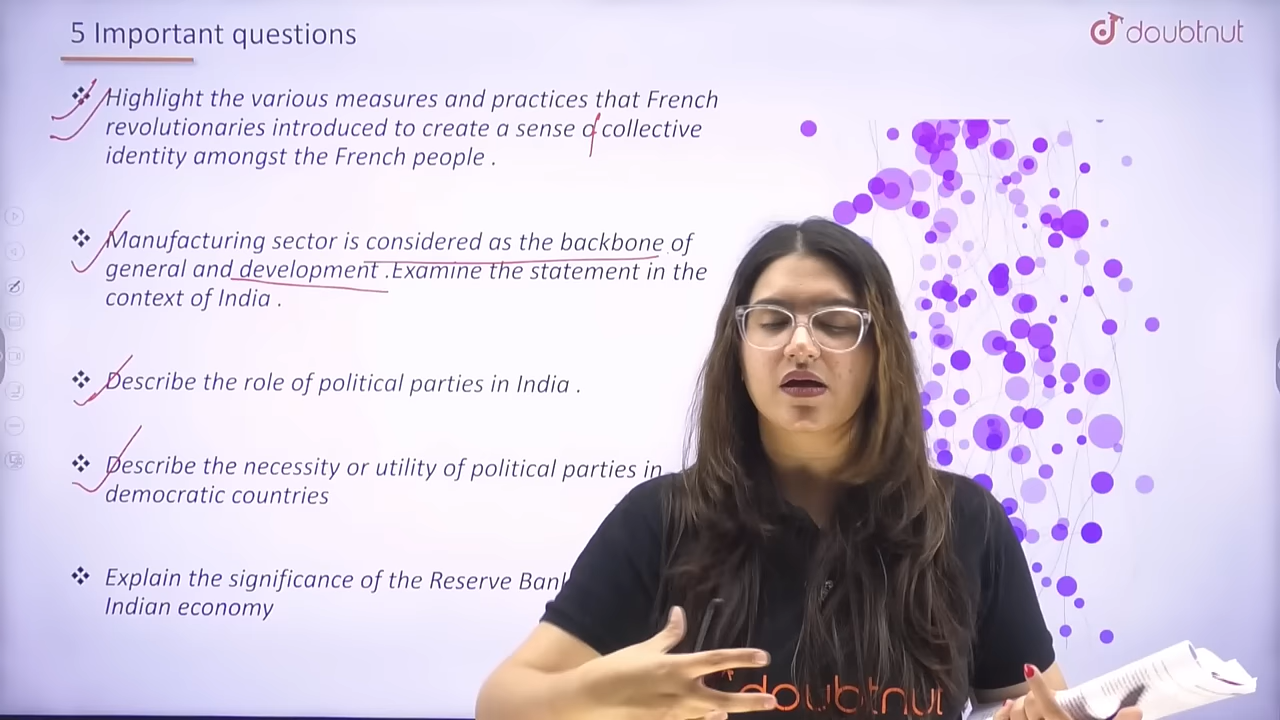 5 Important questions
doubtnut
Highlight the various measures and practices that French
revolutionaries introduced to create a sense of collective
identity amongst the French people .
Manufacturing sector is considered as the backbone of
general and development .Examine the statement in the
context of India .
Describe the role of political parties in India .
Describe the necessity or utility of political parties in
democratic countries
Explain the significance of the Reserve Bank
Indian economy
doubtnut